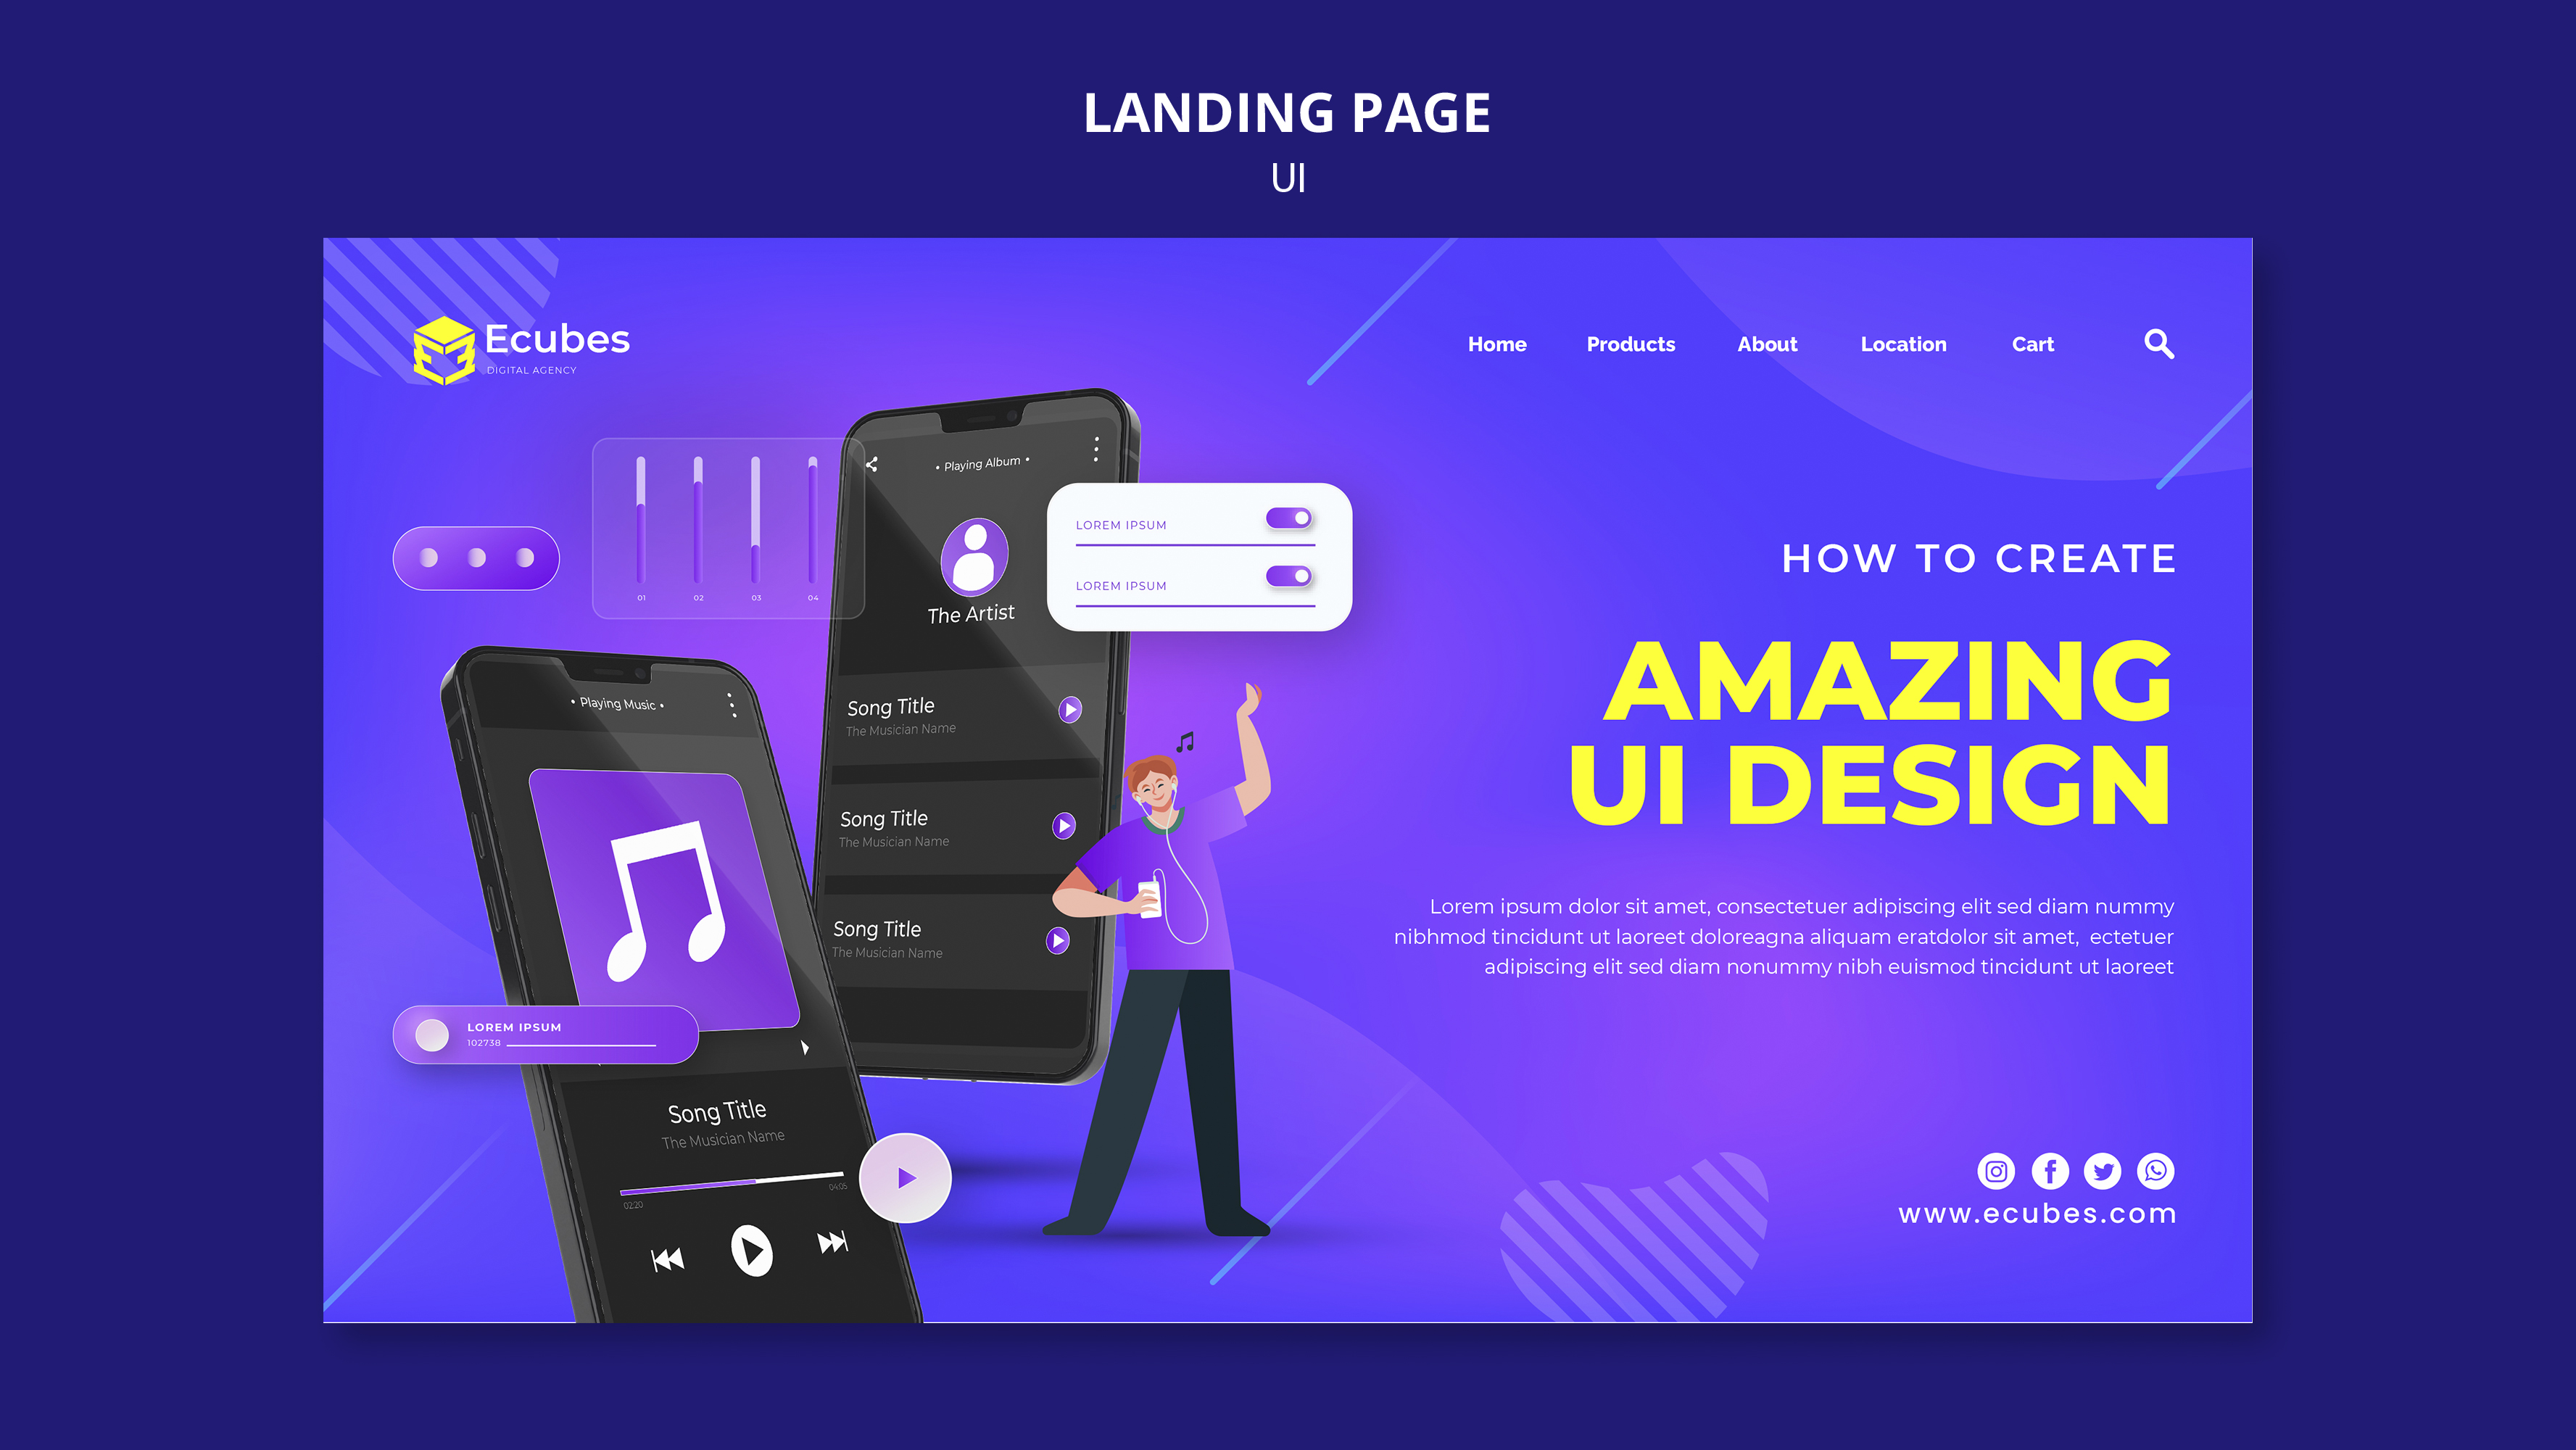 LANDING PAGE
UI
Ecubes
DIGITAL AGENCY
Home Products About Location Cart
01 02 03 04
• Playing Album •
The Artist
LOREM IPSUM
LOREM IPSUM
Song Title
The Musician Name
Song Title
The Musician Name
Song Title
The Musician Name
• Playing Music •
LOREM IPSUM
102738
Song Title
The Musician Name
02:20
04:05
HOW TO CREATE
AMAZING
UI DESIGN
Lorem ipsum dolor sit amet, consectetuer adipiscing elit sed diam nummy
nibhmod tincidunt ut laoreet doloreagna aliquam eratdolor sit amet, ectetuer
adipiscing elit sed diam nonummy nibh euismod tincidunt ut laoreet
www.ecubes.com